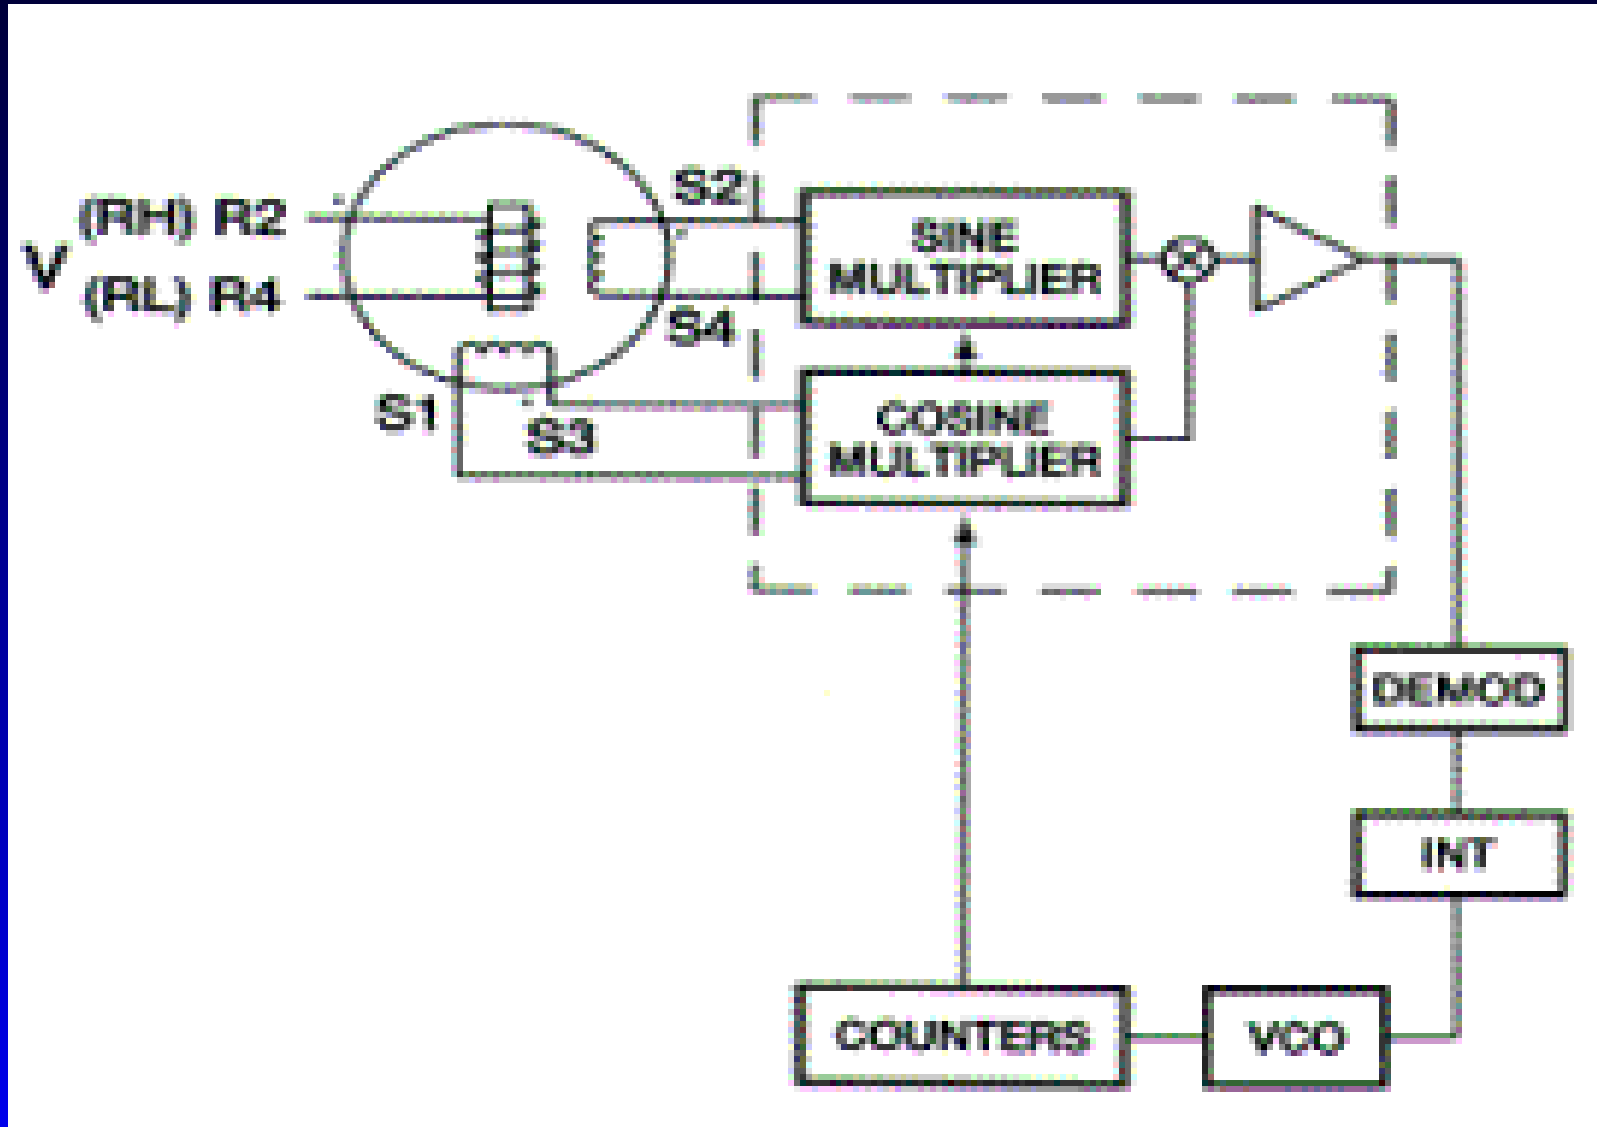 (RH) R2
V
(RL) R4
S2
S4
S1
S3
SINE
MULTIPLIER
COSINE
MULTIPLIER
DEMOD
INT
COUNTERS
VCO